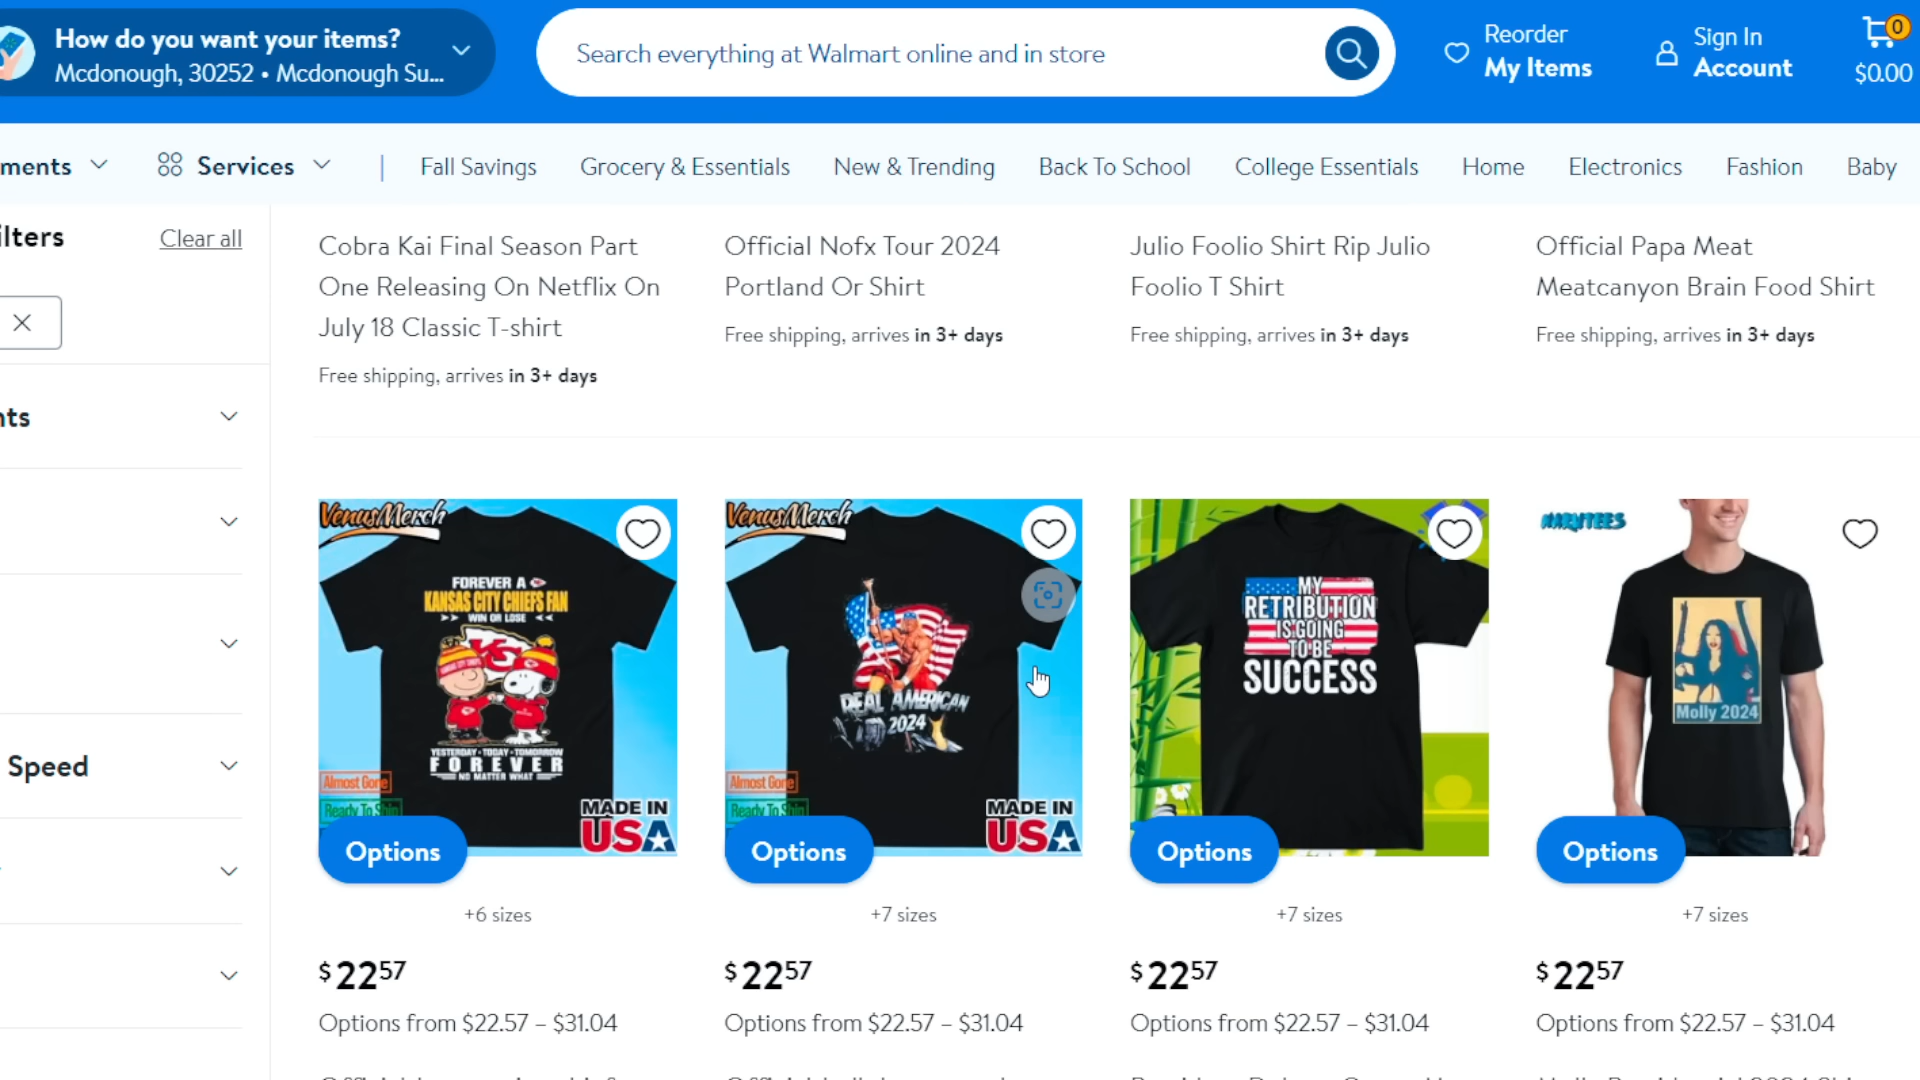 How do you want your items?
Mcdonough, 30252 • Mcdonough Su...
Search everything at Walmart online and in store
Reorder
My Items
Sign In
Account
0
$0.00
ments
Services
Fall Savings
Grocery & Essentials
New & Trending
Back To School
College Essentials
Home
Electronics
Fashion
Baby
ilters
Clear all
nts
Speed
Cobra Kai Final Season Part
One Releasing On Netflix On
July 18 Classic T-shirt
Free shipping, arrives in 3+ days
Official Nofx Tour 2024
Portland Or Shirt
Free shipping, arrives in 3+ days
Julio Foolio Shirt Rip Julio
Foolio T Shirt
Free shipping, arrives in 3+ days
Official Papa Meat
Meatcanyon Brain Food Shirt
Free shipping, arrives in 3+ days
VenusMerch
FOREVER A
KANSAS CITY CHIEFS FAN
WIN OR LOSE
KC
YESTERDAY • TODAY • TOMORROW
FOREVER
NO MATTER WHAT
Almost Gone
Ready To Ship
MADE IN
USA
Options
+6 sizes
$2257
Options from $22.57 – $31.04
VenusMerch
REAL AMERICAN
2024
Almost Gone
Ready To Ship
MADE IN
USA
Options
+7 sizes
$2257
Options from $22.57 – $31.04
MY
RETRIBUTION
IS GOING
TO BE
SUCCESS
Options
+7 sizes
$2257
Options from $22.57 – $31.04
Molly 2024
Options
+7 sizes
$2257
Options from $22.57 – $31.04